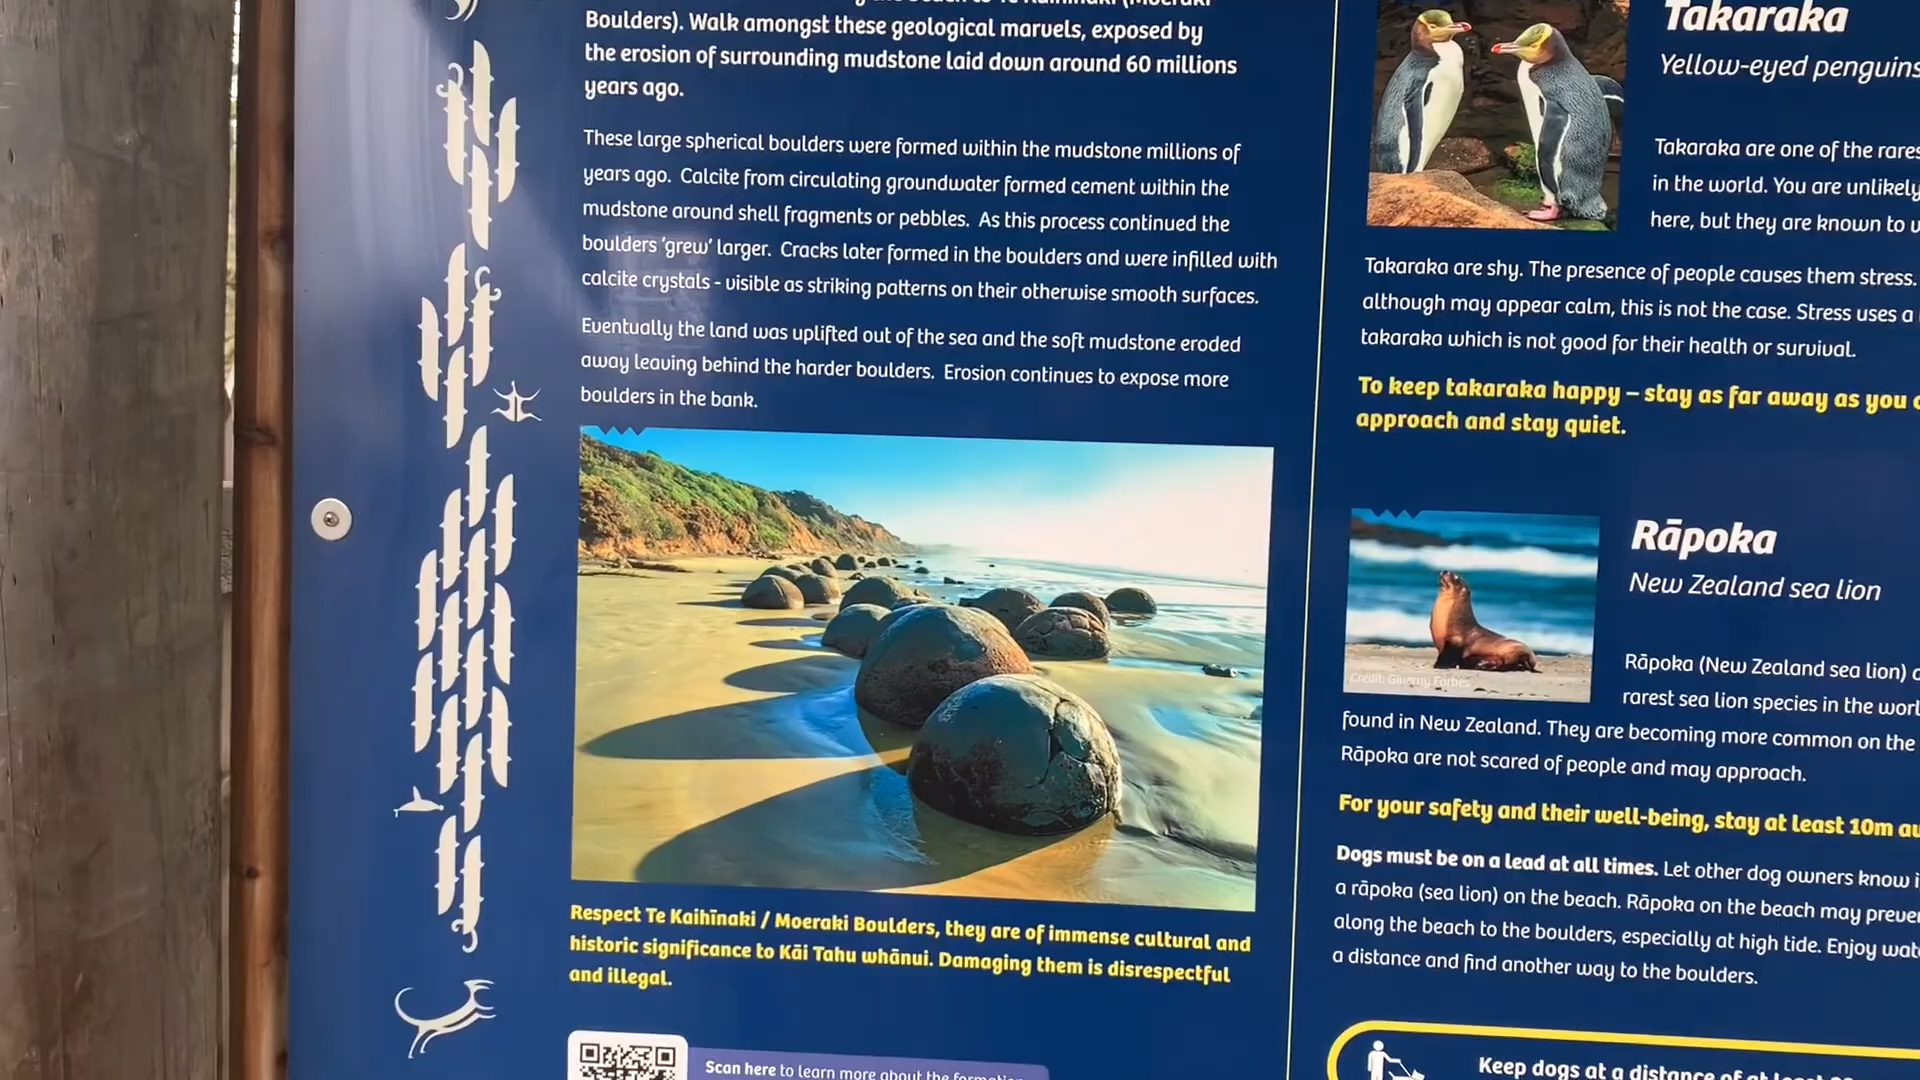 Boulders). Walk amongst these geological marvels, exposed by
the erosion of surrounding mudstone laid down around 60 millions
years ago.
These large spherical boulders were formed within the mudstone millions of
years ago. Calcite from circulating groundwater formed cement within the
mudstone around shell fragments or pebbles. As this process continued the
boulders 'grew' larger. Cracks later formed in the boulders and were infilled with
calcite crystals - visible as striking patterns on their otherwise smooth surfaces.
Eventually the land was uplifted out of the sea and the soft mudstone eroded
away leaving behind the harder boulders. Erosion continues to expose more
boulders in the bank.
Respect Te Kaihīnaki / Moeraki Boulders, they are of immense cultural and
historic significance to Kāi Tahu whānui. Damaging them is disrespectful
and illegal.
Scan here to learn more about the
Takaraka
Yellow-eyed penguins
Takaraka are one of the
in the world. You are unlikely
here, but they are known to
Takaraka are shy. The presence of people causes them stress.
although may appear calm, this is not the case. Stress uses a
takaraka which is not good for their health or survival.
To keep takaraka happy – stay as far away as you
approach and stay quiet.
Rāpoka
New Zealand sea lion
Credit: Forbes
Rāpoka (New Zealand sea lion)
rarest sea lion species in the
found in New Zealand. They are becoming more common on the
Rāpoka are not scared of people and may approach.
For your safety and their well-being, stay at least 10m
Dogs must be on a lead at all times. Let other dog owners know
a rāpoka (sea lion) on the beach. Rāpoka on the beach may
along the beach to the boulders, especially at high tide. Enjoy
a distance and find another way to the boulders.
Keep dogs at a distance of at least